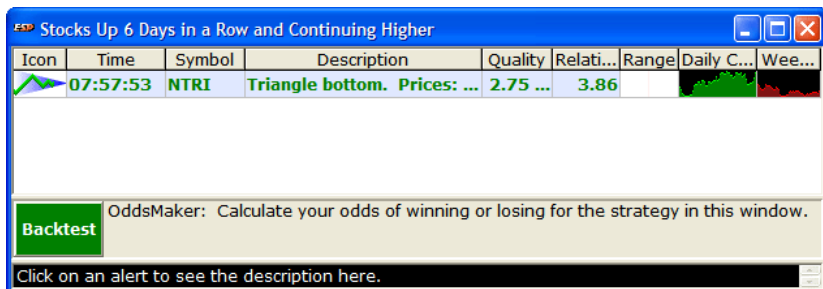 ESP Stocks Up 6 Days in a Row and Continuing Higher
Icon Time Symbol Description Quality Relati... Range Daily C... Wee...
07:57:53 NTRI Triangle bottom. Prices: ... 2.75 ... 3.86
OddsMaker: Calculate your odds of winning or losing for the strategy in this window.
Backtest
Click on an alert to see the description here.